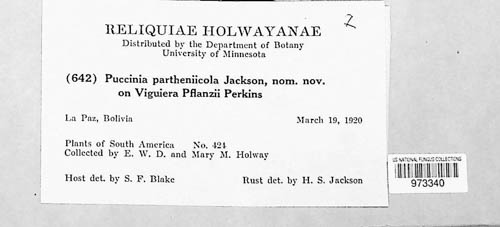 2
RELIQUIAE HOLWAYANAE
Distributed by the Department of Botany
University of Minnesota
(642) Puccinia partheniicola Jackson, nom. nov.
on Viguiera Pflanzii Perkins
La Paz, Bolivia March 19, 1920
Plants of South America No. 424
Collected by E. W. D. and Mary M. Holway
Host det. by S. F. Blake Rust det. by H. S. Jackson
US NATIONAL FUNGUS COLLECTIONS
973340